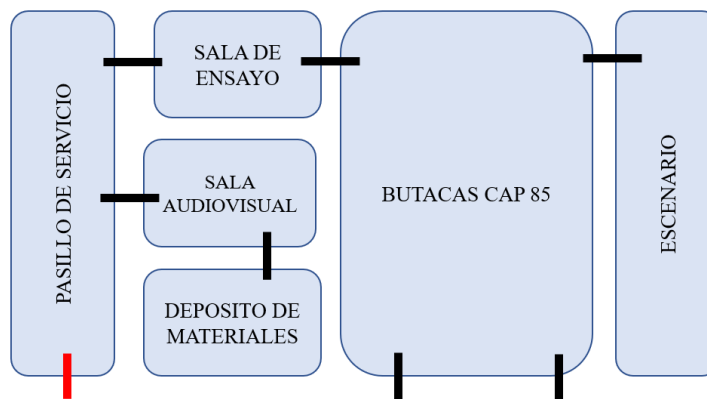 PASILLO DE SERVICIO
SALA DE
ENSAYO
SALA
AUDIOVISUAL
DEPOSITO DE
MATERIALES
BUTACAS CAP 85
ESCENARIO